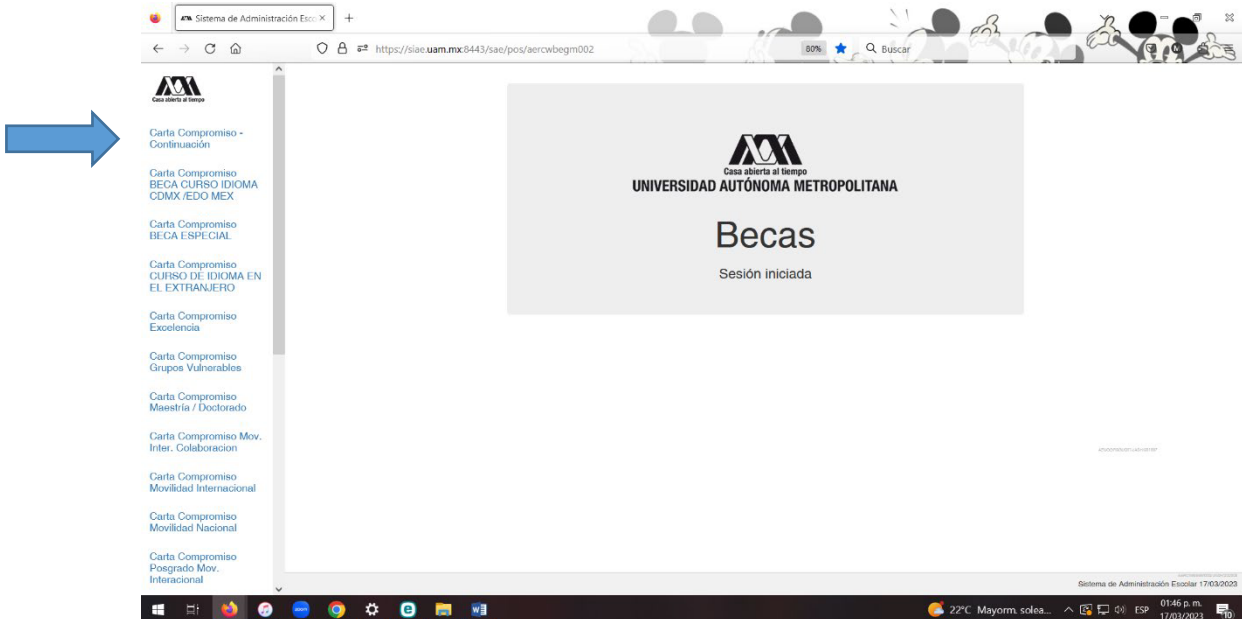 Sistema de Administración Esco
https://siae.uam.mx:8443/sae/pos/aercwbegm002
80%
Buscar
Casa abierta al tiempo
Carta Compromiso -
Continuación
Carta Compromiso
BECA CURSO IDIOMA
CDMX /EDO MEX
Carta Compromiso
BECA ESPECIAL
Carta Compromiso
CURSO DE IDIOMA EN
EL EXTRANJERO
Carta Compromiso
Excelencia
Carta Compromiso
Grupos Vulnerables
Carta Compromiso
Maestría / Doctorado
Carta Compromiso Mov.
Inter. Colaboracion
Carta Compromiso
Movilidad Internacional
Carta Compromiso
Movilidad Nacional
Carta Compromiso
Posgrado Mov.
Interacional
Casa abierta al tiempo
UNIVERSIDAD AUTÓNOMA METROPOLITANA
Becas
Sesión iniciada
Sistema de Administración Escolar 17/03/2023
zoom
22°C Mayorm. solea...
ESP
01:46 p. m.
17/03/2023